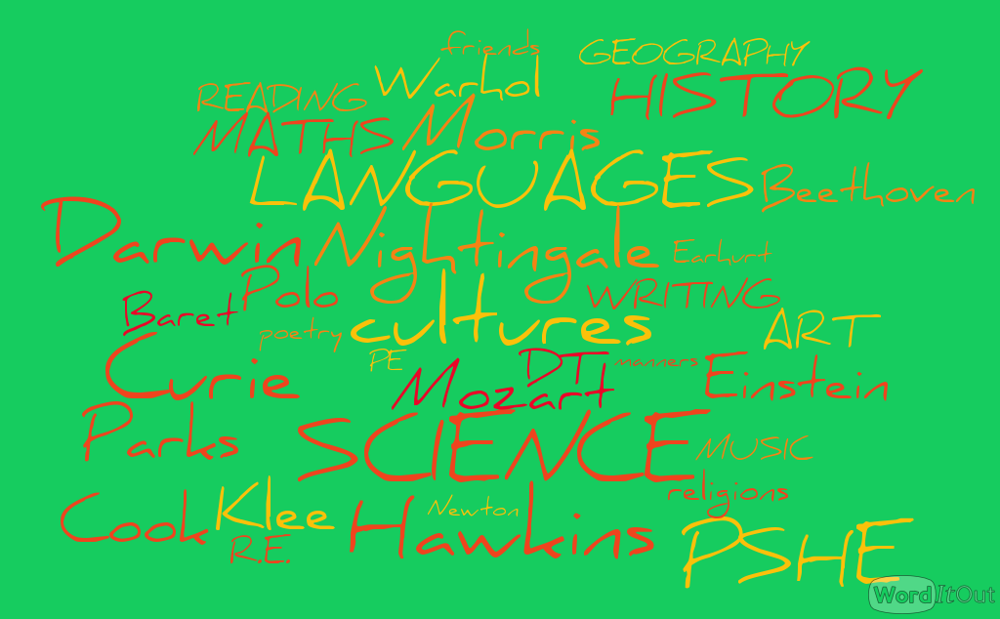 friends
GEOGRAPHY
Warhol
READING
HISTORY
MATHS Morris
LANGUAGES
Beethoven
Darwin Nightingale
Earhurt
Polo
WRITING
Baret
cultures
ART
poetry
PE
DT
manners
Curie
Mozart
Einstein
Parks
SCIENCE
MUSIC
religions
Cook Klee
Newton
Hawkins
R.E.
PSHE
WordItOut